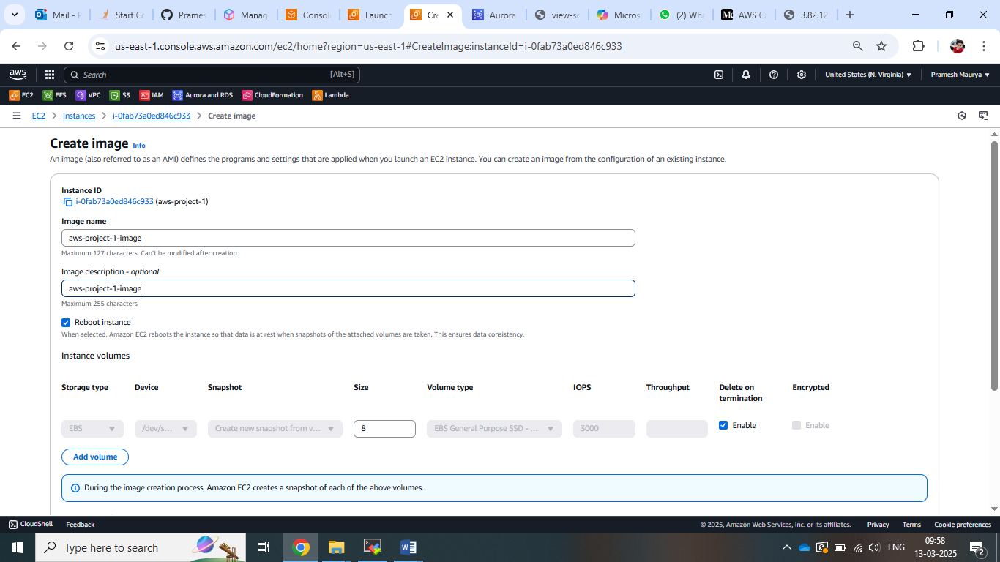 Mail - P
Start Co
Prames
Manag
Consol
Launch
Cre
Aurora
view-so
Micros
(2) Wha
AWS Ce
3.82.12
us-east-1.console.aws.amazon.com/ec2/home?region=us-east-1#CreateImage:instanceId=i-0fab73a0ed846c933
aws
Search
[Alt+S]
United States (N. Virginia)
Pramesh Maurya
EC2
EFS
VPC
S3
IAM
Aurora and RDS
CloudFormation
Lambda
EC2 > Instances > i-0fab73a0ed846c933 > Create image
Create image Info
An image (also referred to as an AMI) defines the programs and settings that are applied when you launch an EC2 instance. You can create an image from the configuration of an existing instance.
Instance ID
i-0fab73a0ed846c933 (aws-project-1)
Image name
aws-project-1-image
Maximum 127 characters. Can't be modified after creation.
Image description - optional
aws-project-1-image
Maximum 255 characters
Reboot instance
When selected, Amazon EC2 reboots the instance so that data is at rest when snapshots of the attached volumes are taken. This ensures data consistency.
Instance volumes
Storage type
Device
Snapshot
Size
Volume type
IOPS
Throughput
Delete on termination
Encrypted
EBS
/dev/s...
Create new snapshot from v...
8
EBS General Purpose SSD - ...
3000
Enable
Enable
Add volume
During the image creation process, Amazon EC2 creates a snapshot of each of the above volumes.
CloudShell
Feedback
© 2025, Amazon Web Services, Inc. or its affiliates.
Privacy
Terms
Cookie preferences
Type here to search
ENG
09:58
13-03-2025
2